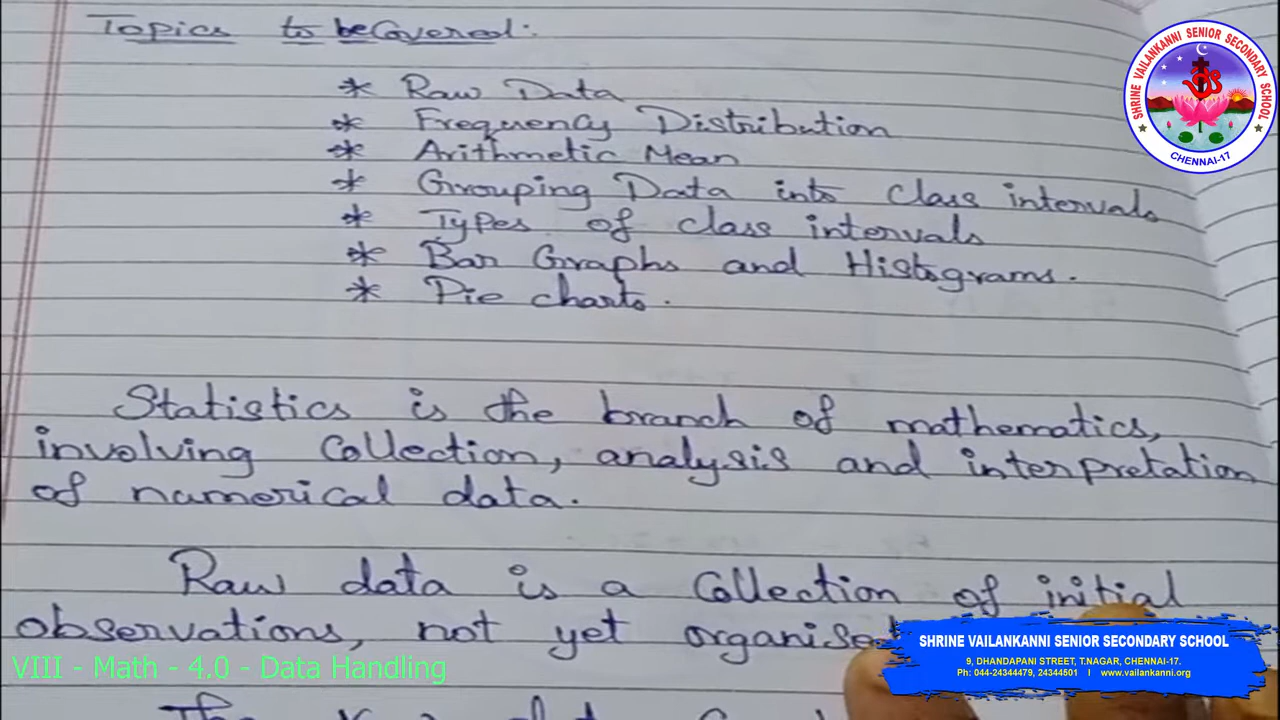 Topics to be Covered:
* Raw Data
* Frequency Distribution
* Arithmetic Mean
* Grouping Data into Class intervals
* Types of class intervals
* Bar Graphs and Histograms.
* Pie charts.
Statistics is the branch of mathematics,
involving Collection, analysis and interpretation
of numerical data.
Raw data is a Collection of initial
observations, not yet
SHRINE VAILANKANNI SENIOR SECONDARY SCHOOL
CHENNAI-17
SHRINE VAILANKANNI SENIOR SECONDARY SCHOOL
9, DHANDAPANI STREET, T.NAGAR, CHENNAI-17.
Ph: 044-24344479, 24344501 I www.vailankanni.org
VIII - Math - 4.0 - Data Handling